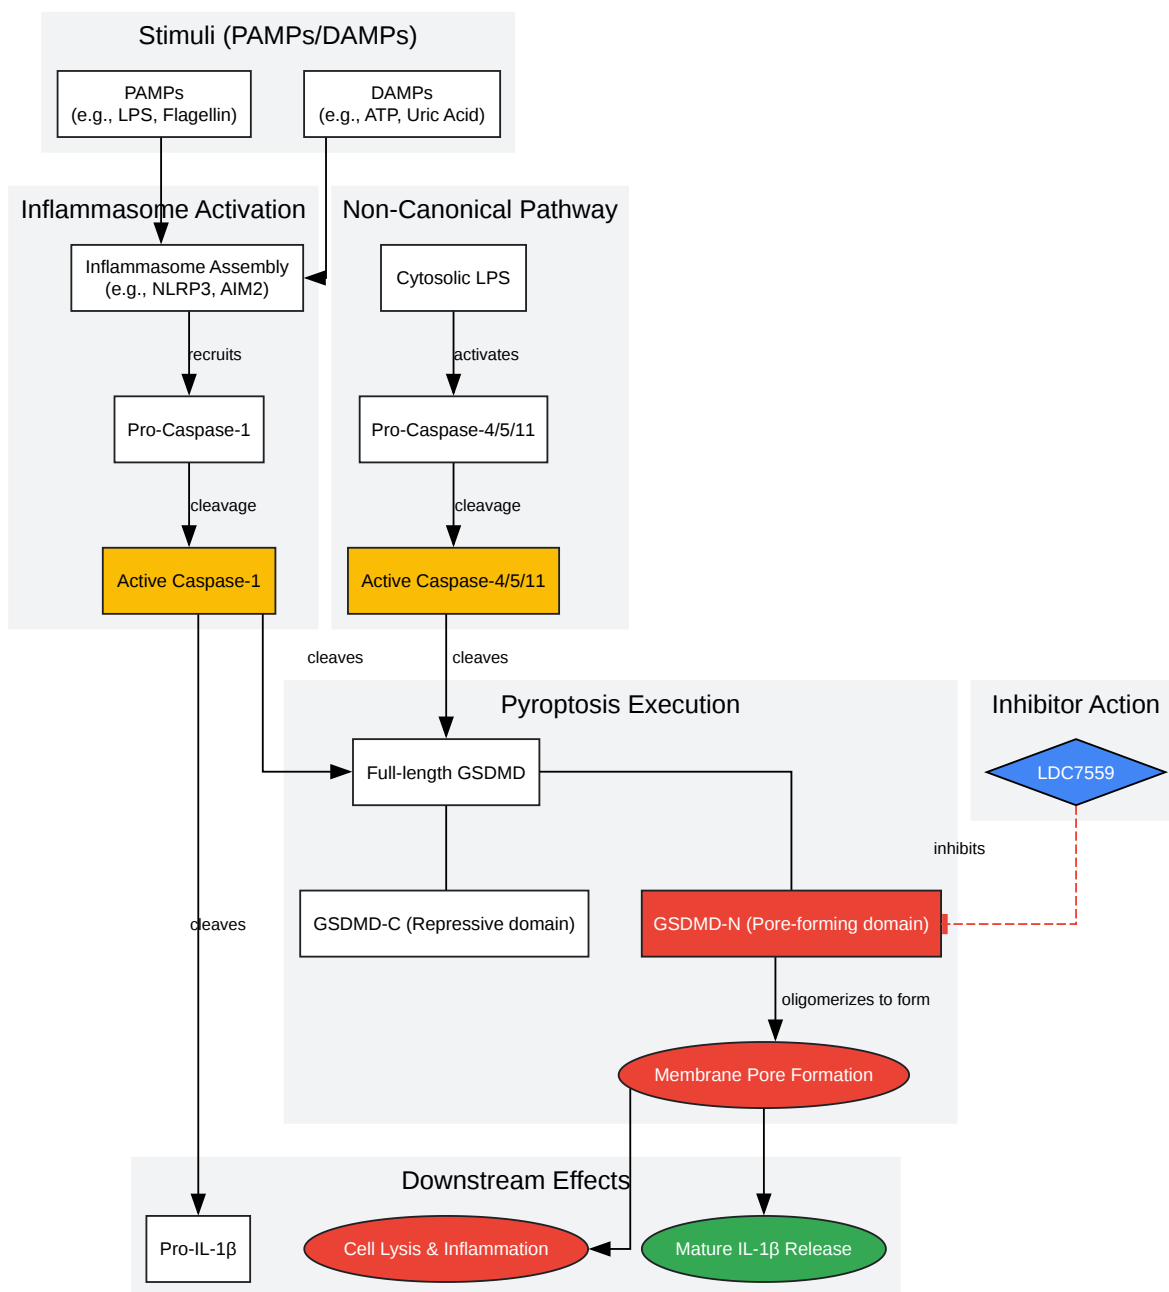 Stimuli (PAMPs/DAMPs)
PAMPs
(e.g., LPS, Flagellin)
DAMPs
(e.g., ATP, Uric Acid)
Inflammasome Activation
Non-Canonical Pathway
Inflammasome Assembly
(e.g., NLRP3, AIM2)
Cytosolic LPS
recruits
activates
Pro-Caspase-1
Pro-Caspase-4/5/11
cleavage
cleavage
Active Caspase-1
Active Caspase-4/5/11
cleaves
cleaves
Pyroptosis Execution
Inhibitor Action
Full-length GSDMD
LDC7559
inhibits
cleaves
GSDMD-C (Repressive domain)
GSDMD-N (Pore-forming domain)
oligomerizes to form
Membrane Pore Formation
Downstream Effects
Pro-IL-1β
Cell Lysis & Inflammation
Mature IL-1β Release